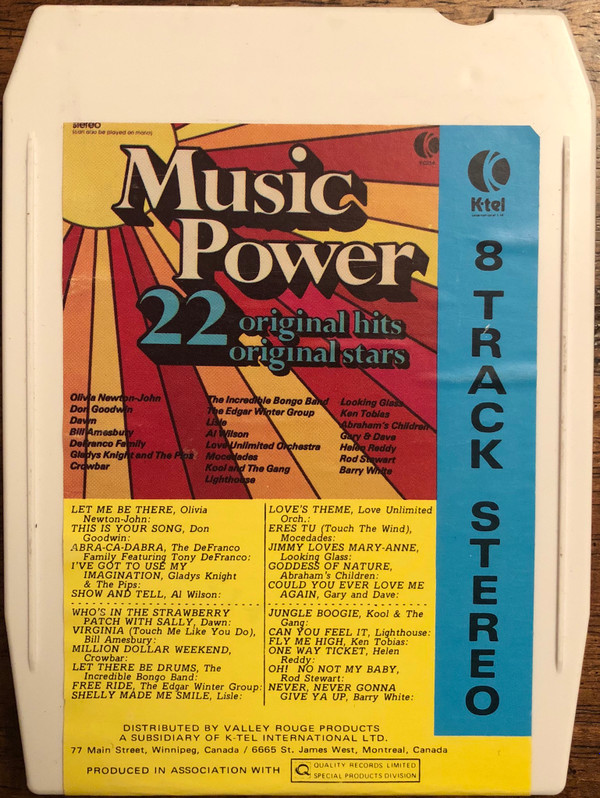 stereo
(can also be played on mono)
K-tel
8 TRACK STEREO
Music
Power
22 original hits
original stars
Olivia Newton-John
Don Goodwin
Dawn
Bill Amesbury
DeFranco Family
Gladys Knight and The Pips
Crowbar
The Incredible Bongo Band
The Edgar Winter Group
Lisle
Al Wilson
Love Unlimited Orchestra
Mocedades
Kool and The Gang
Lighthouse
Looking Glass
Ken Tobias
Abraham's Children
Gary & Dave
Helen Reddy
Rod Stewart
Barry White
LET ME BE THERE, Olivia
Newton-John:
THIS IS YOUR SONG, Don
Goodwin:
ABRA-CA-DABRA, The DeFranco
Family Featuring Tony DeFranco:
I'VE GOT TO USE MY
IMAGINATION, Gladys Knight
& The Pips:
SHOW AND TELL, Al Wilson:
WHO'S IN THE STRAWBERRY
PATCH WITH SALLY, Dawn:
VIRGINIA (Touch Me Like You Do),
Bill Amesbury:
MILLION DOLLAR WEEKEND,
Crowbar:
LET THERE BE DRUMS, The
Incredible Bongo Band:
FREE RIDE, The Edgar Winter Group:
SHELLY MADE ME SMILE, Lisle:
LOVE'S THEME, Love Unlimited
Orch.:
ERES TU (Touch The Wind),
Mocedades:
JIMMY LOVES MARY-ANNE,
Looking Glass:
GODDESS OF NATURE,
Abraham's Children:
COULD YOU EVER LOVE ME
AGAIN, Gary and Dave:
JUNGLE BOOGIE, Kool & The
Gang:
CAN YOU FEEL IT, Lighthouse:
FLY ME HIGH, Ken Tobias:
ONE WAY TICKET, Helen
Reddy:
OH! NO NOT MY BABY,
Rod Stewart:
NEVER, NEVER GONNA
GIVE YA UP, Barry White:
DISTRIBUTED BY VALLEY ROUGE PRODUCTS
A SUBSIDIARY OF K-TEL INTERNATIONAL LTD.
77 Main Street, Winnipeg, Canada / 6665 St. James West, Montreal, Canada
PRODUCED IN ASSOCIATION WITH
QUALITY RECORDS LIMITED
SPECIAL PRODUCTS DIVISION